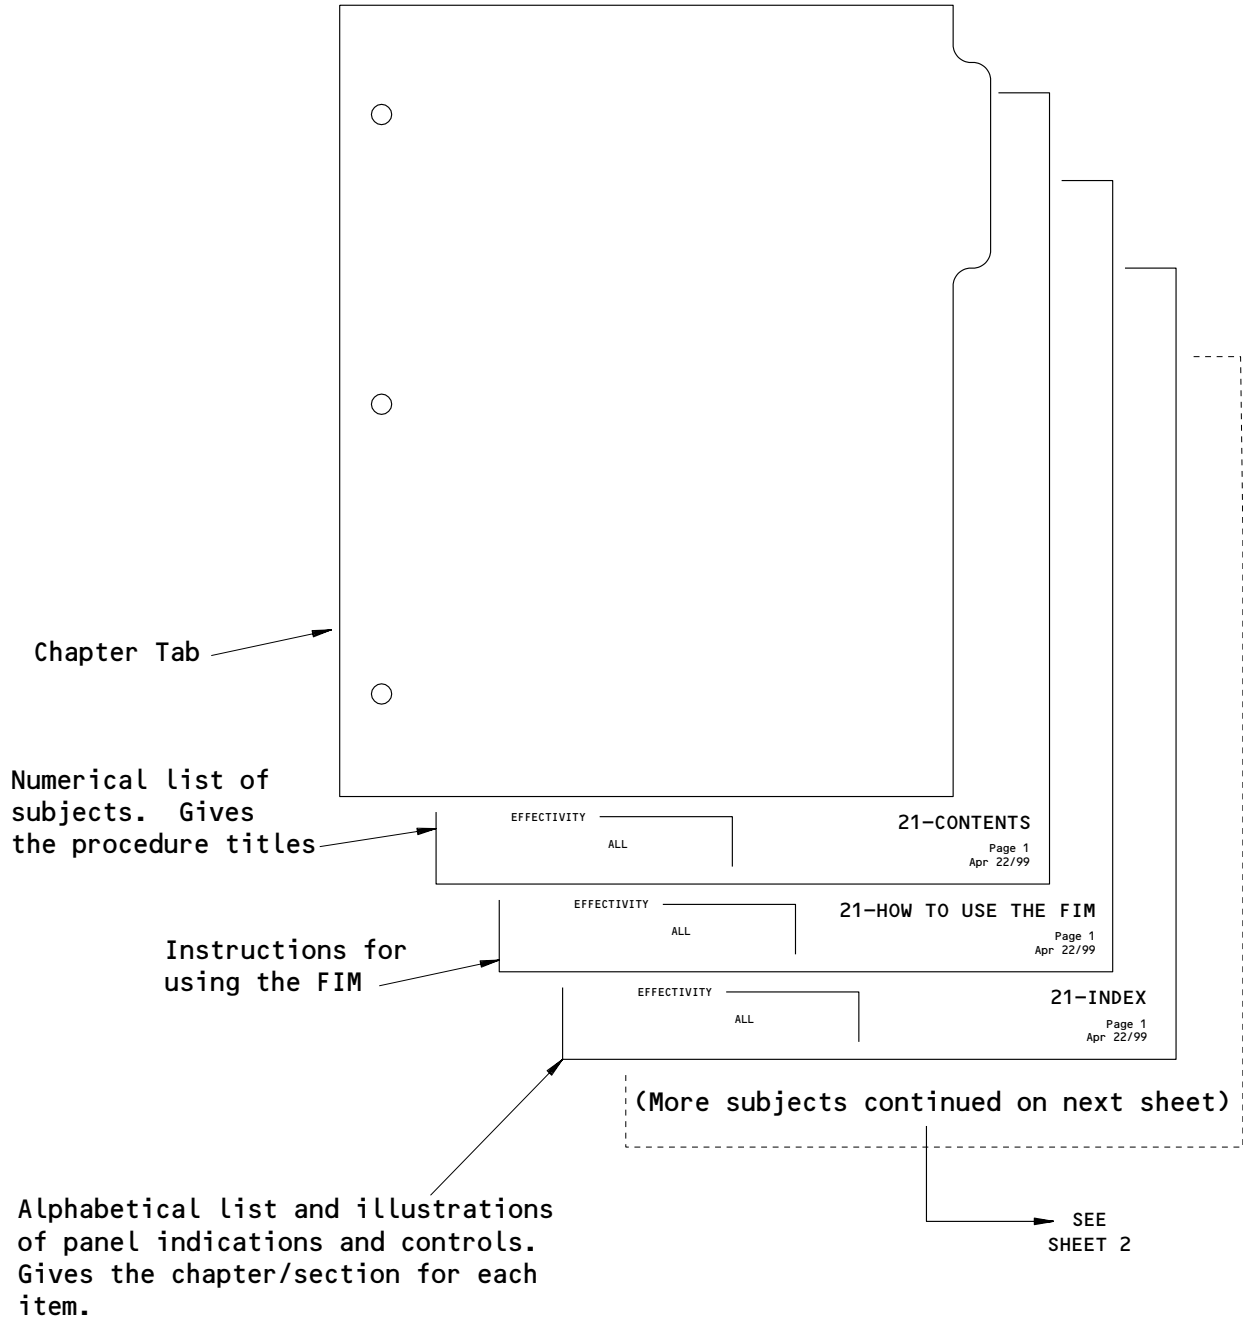 Chapter Tab
Numerical list of
subjects.  Gives
the procedure titles
EFFECTIVITY
ALL
21-CONTENTS
Page 1
Apr 22/99
Instructions for
using the FIM
EFFECTIVITY
ALL
21-HOW TO USE THE FIM
Page 1
Apr 22/99
EFFECTIVITY
ALL
21-INDEX
Page 1
Apr 22/99
(More subjects continued on next sheet)
Alphabetical list and illustrations
of panel indications and controls.
Gives the chapter/section for each
item.
SEE
SHEET 2